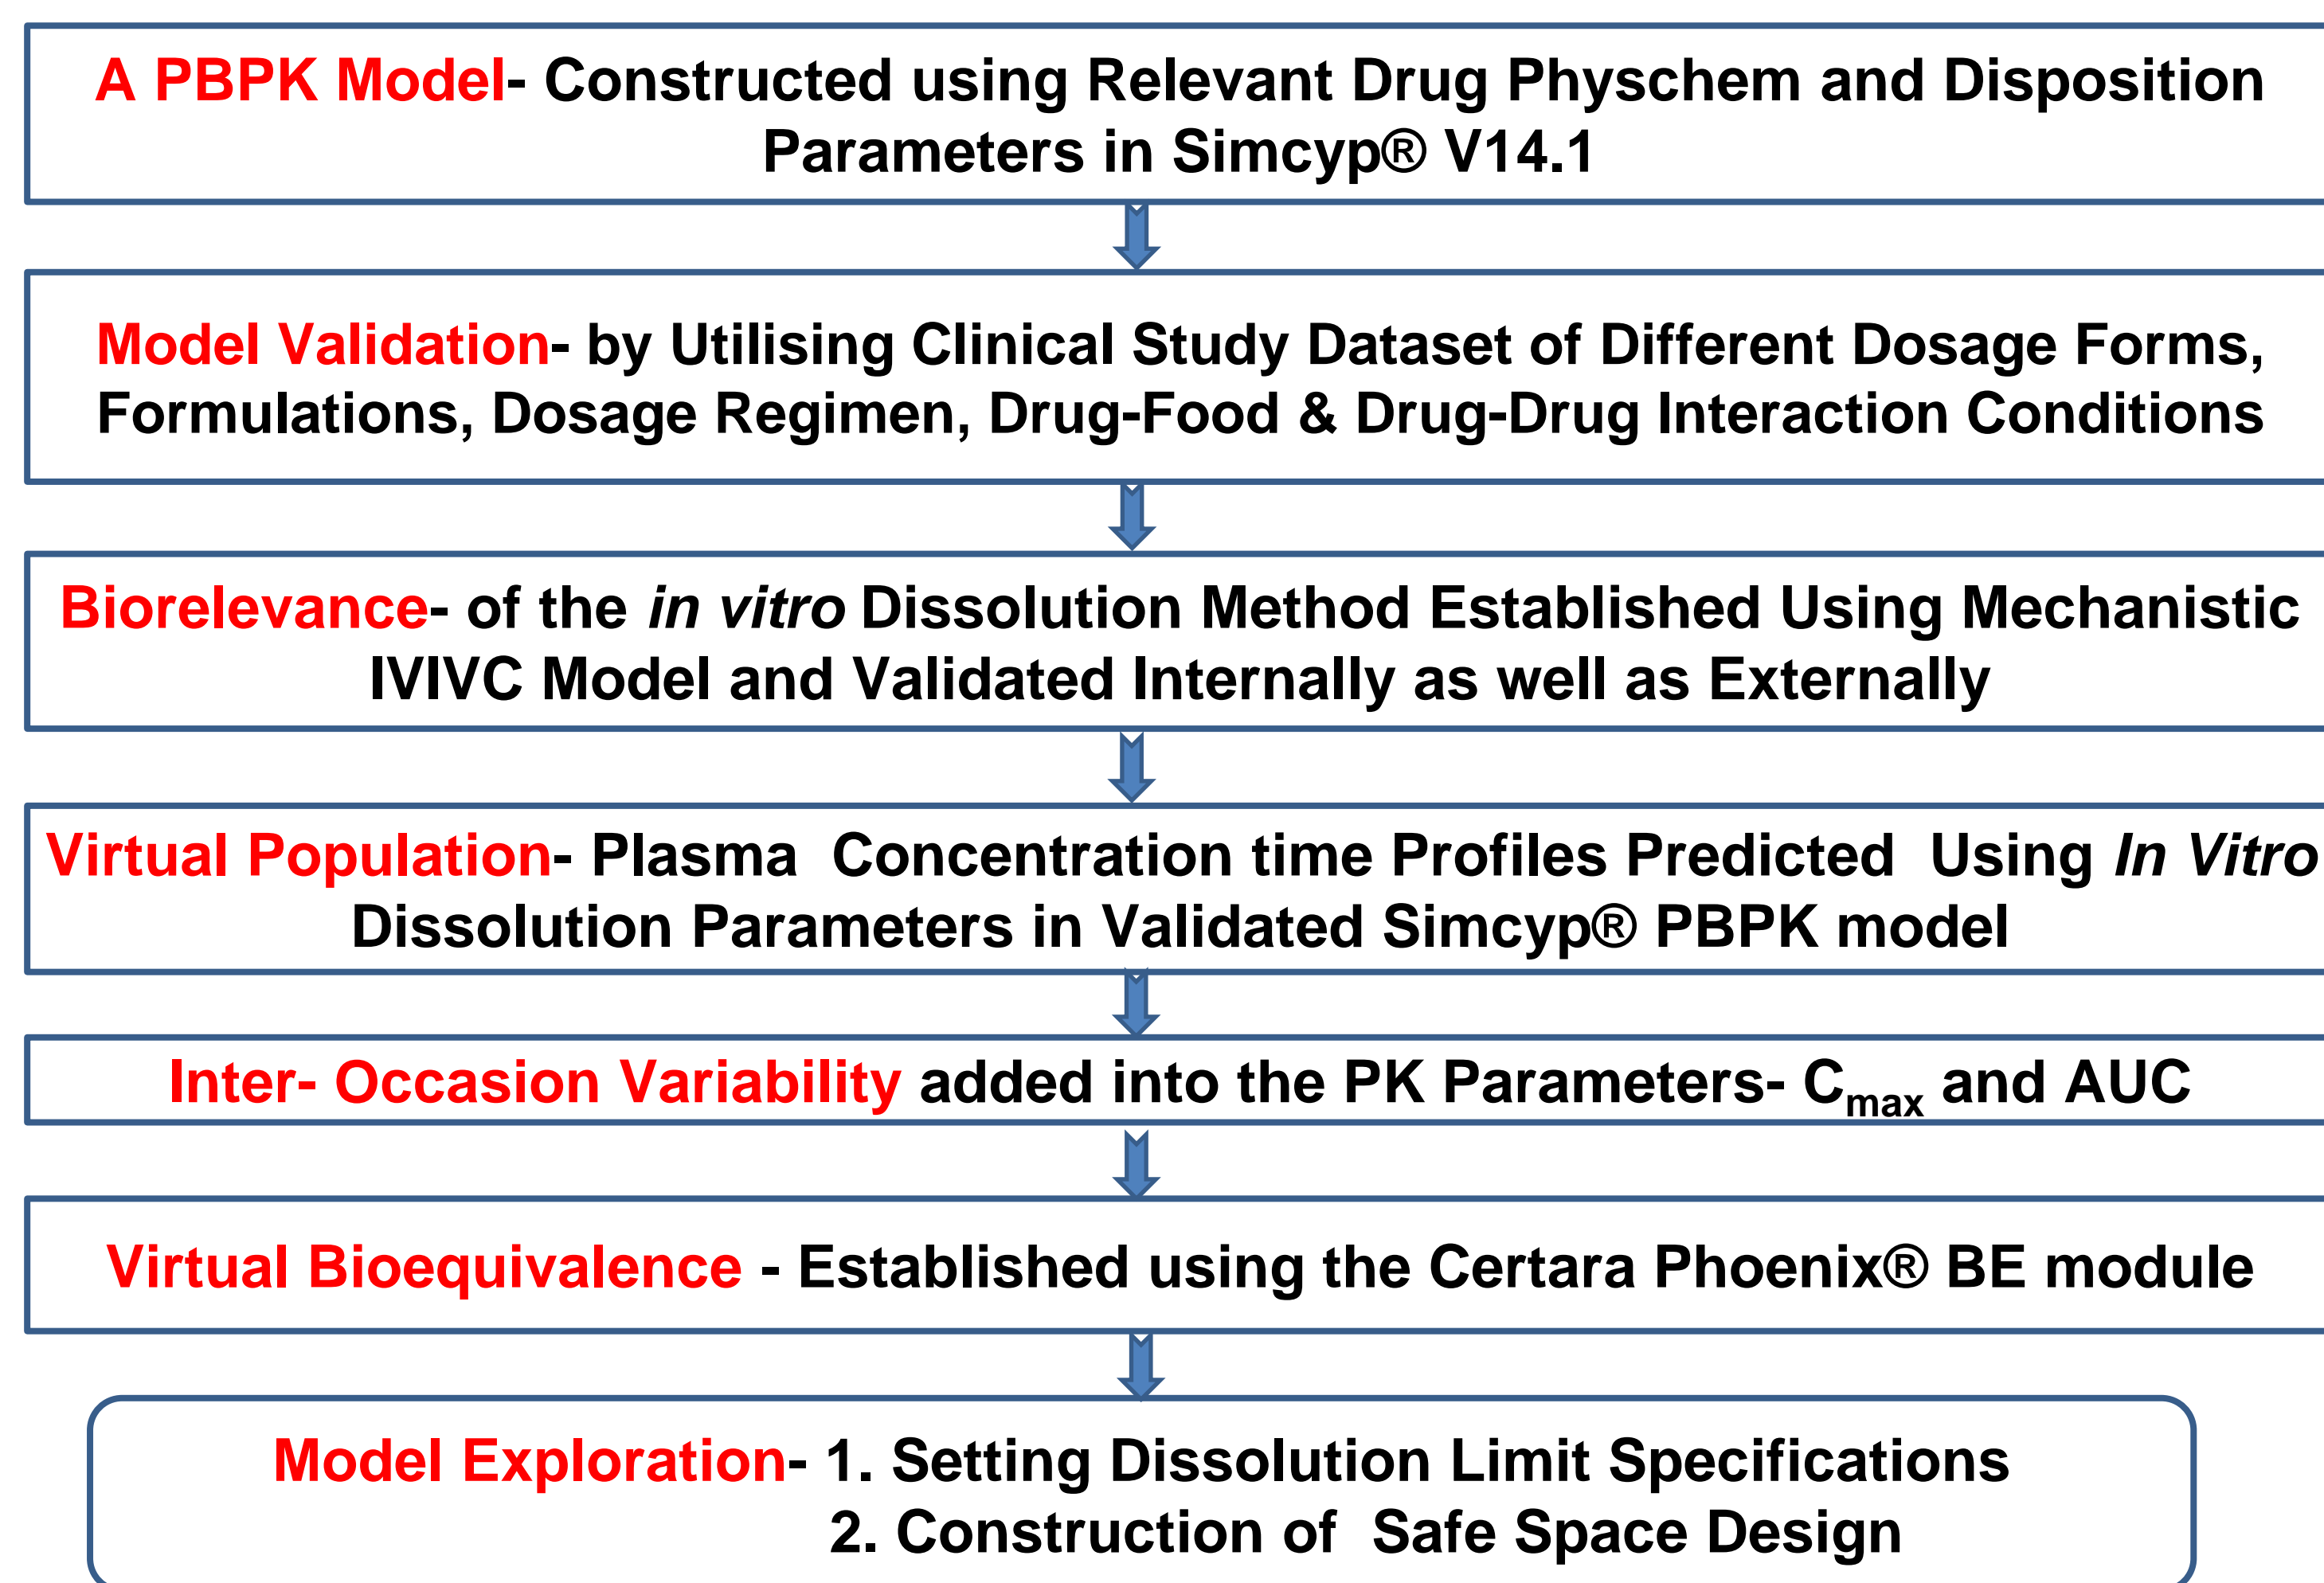 A PBPK Model- Constructed using Relevant Drug Physchem and Disposition
Parameters in Simcyp® V14.1
Model Validation- by Utilising Clinical Study Dataset of Different Dosage Forms,
Formulations, Dosage Regimen, Drug-Food & Drug-Drug Interaction Conditions
Biorelevance- of the in vitro Dissolution Method Established Using Mechanistic
IVIVC Model and Validated Internally as well as Externally
Virtual Population- Plasma Concentration time Profiles Predicted Using In Vitro
Dissolution Parameters in Validated Simcyp® PBPK model
Inter- Occasion Variability added into the PK Parameters- Cmax and AUC
Virtual Bioequivalence - Established using the Certara Phoenix® BE module
Model Exploration- 1. Setting Dissolution Limit Specifications
2. Construction of Safe Space Design